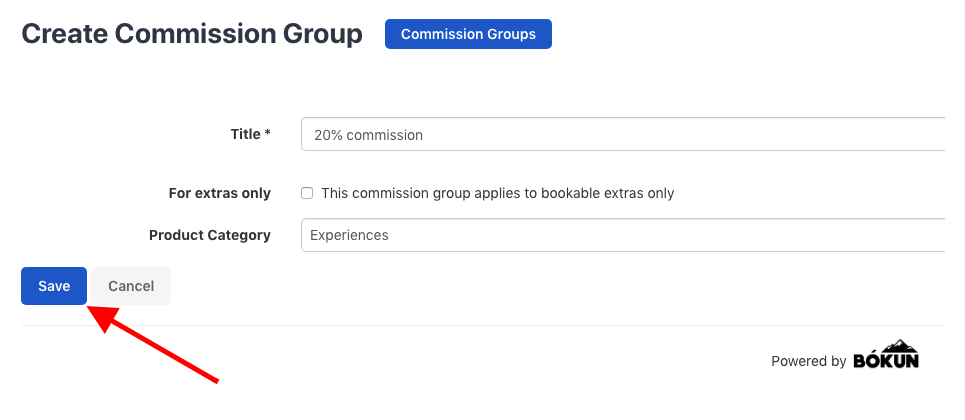 Create Commission Group Commission Groups
Title * 20% commission
For extras only This commission group applies to bookable extras only
Product Category Experiences
Save Cancel
Powered by BÓKUN